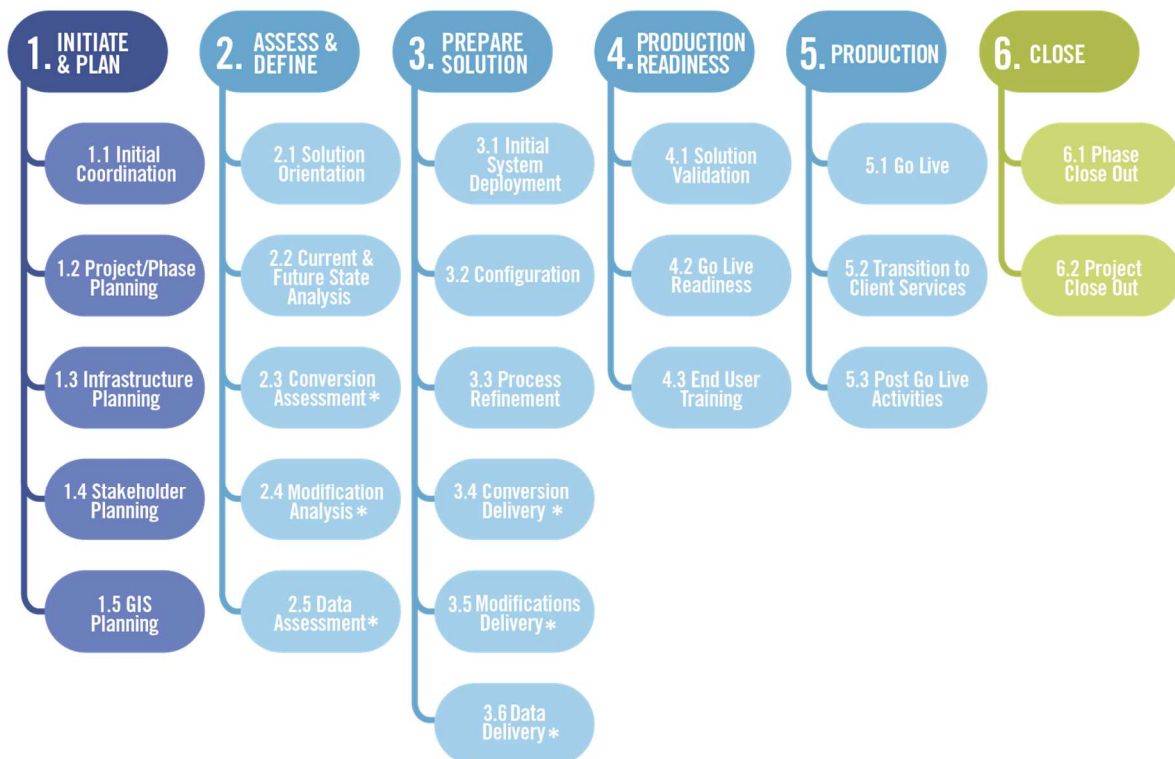 1. INITIATE
& PLAN
1.1 Initial
Coordination
1.2 Project/Phase
Planning
1.3 Infrastructure
Planning
1.4 Stakeholder
Planning
1.5 GIS
Planning
2. ASSESS &
DEFINE
2.1 Solution
Orientation
2.2 Current &
Future State
Analysis
2.3 Conversion
Assessment*
2.4 Modification
Analysis*
2.5 Data
Assessment*
3. PREPARE
SOLUTION
3.1 Initial
System
Deployment
3.2 Configuration
3.3 Process
Refinement
3.4 Conversion
Delivery *
3.5 Modifications
Delivery*
3.6 Data
Delivery*
4. PRODUCTION
READINESS
4.1 Solution
Validation
4.2 Go Live
Readiness
4.3 End User
Training
5. PRODUCTION
5.1 Go Live
5.2 Transition to
Client Services
5.3 Post Go Live
Activities
6. CLOSE
6.1 Phase
Close Out
6.2 Project
Close Out